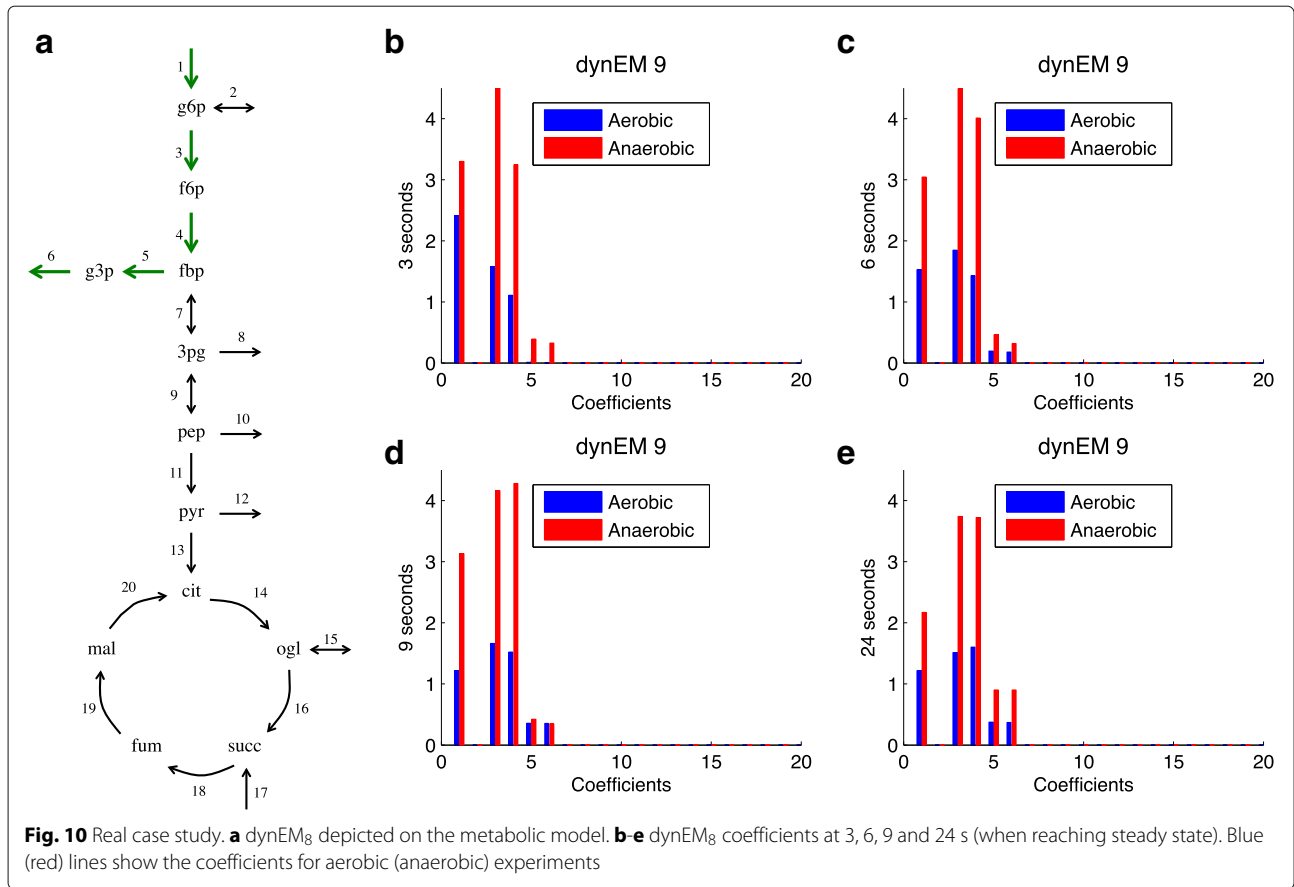 a
1
g6p
2
3
f6p
4
6
g3p
5
fbp
7
3pg
8
9
pep
10
11
pyr
12
13
cit
20
14
mal
ogl
15
19
16
fum
succ
18
17
b
dynEM 9
Aerobic
Anaerobic
4
3
2
1
0
3 seconds
0 5 10 15 20
Coefficients
c
dynEM 9
Aerobic
Anaerobic
4
3
2
1
0
6 seconds
0 5 10 15 20
Coefficients
d
dynEM 9
Aerobic
Anaerobic
4
3
2
1
0
9 seconds
0 5 10 15 20
Coefficients
e
dynEM 9
Aerobic
Anaerobic
4
3
2
1
0
24 seconds
0 5 10 15 20
Coefficients
Fig. 10 Real case study. a dynEM₈ depicted on the metabolic model. b-e dynEM₈ coefficients at 3, 6, 9 and 24 s (when reaching steady state). Blue
(red) lines show the coefficients for aerobic (anaerobic) experiments